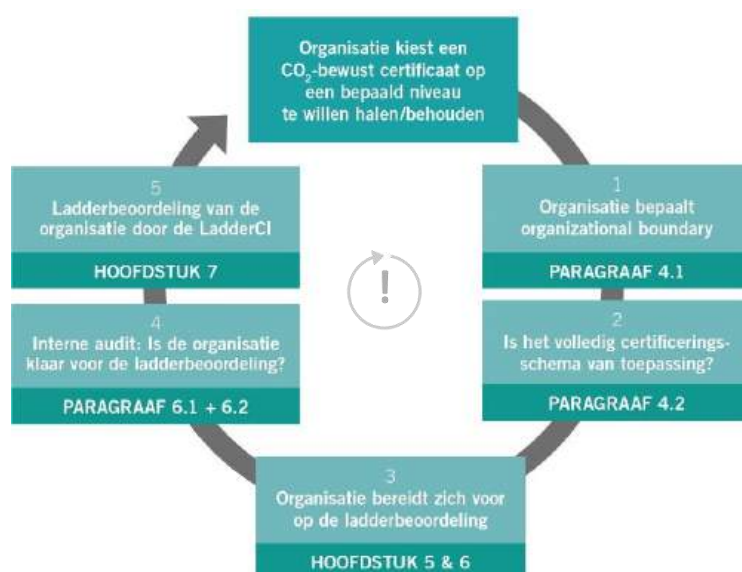 Organisatie kiest een
CO₂-bewust certificaat op
een bepaald niveau
te willen halen/behouden
1
Organisatie bepaalt
organizational boundary
PARAGRAAF 4.1
2
Is het volledig certificerings-
schema van toepassing?
PARAGRAAF 4.2
3
Organisatie bereidt zich voor
op de ladderbeoordeling
HOOFDSTUK 5 & 6
4
Interne audit: Is de organisatie
klaar voor de ladderbeoordeling?
PARAGRAAF 6.1 + 6.2
5
Ladderbeoordeling van de
organisatie door de LadderCI
HOOFDSTUK 7
!